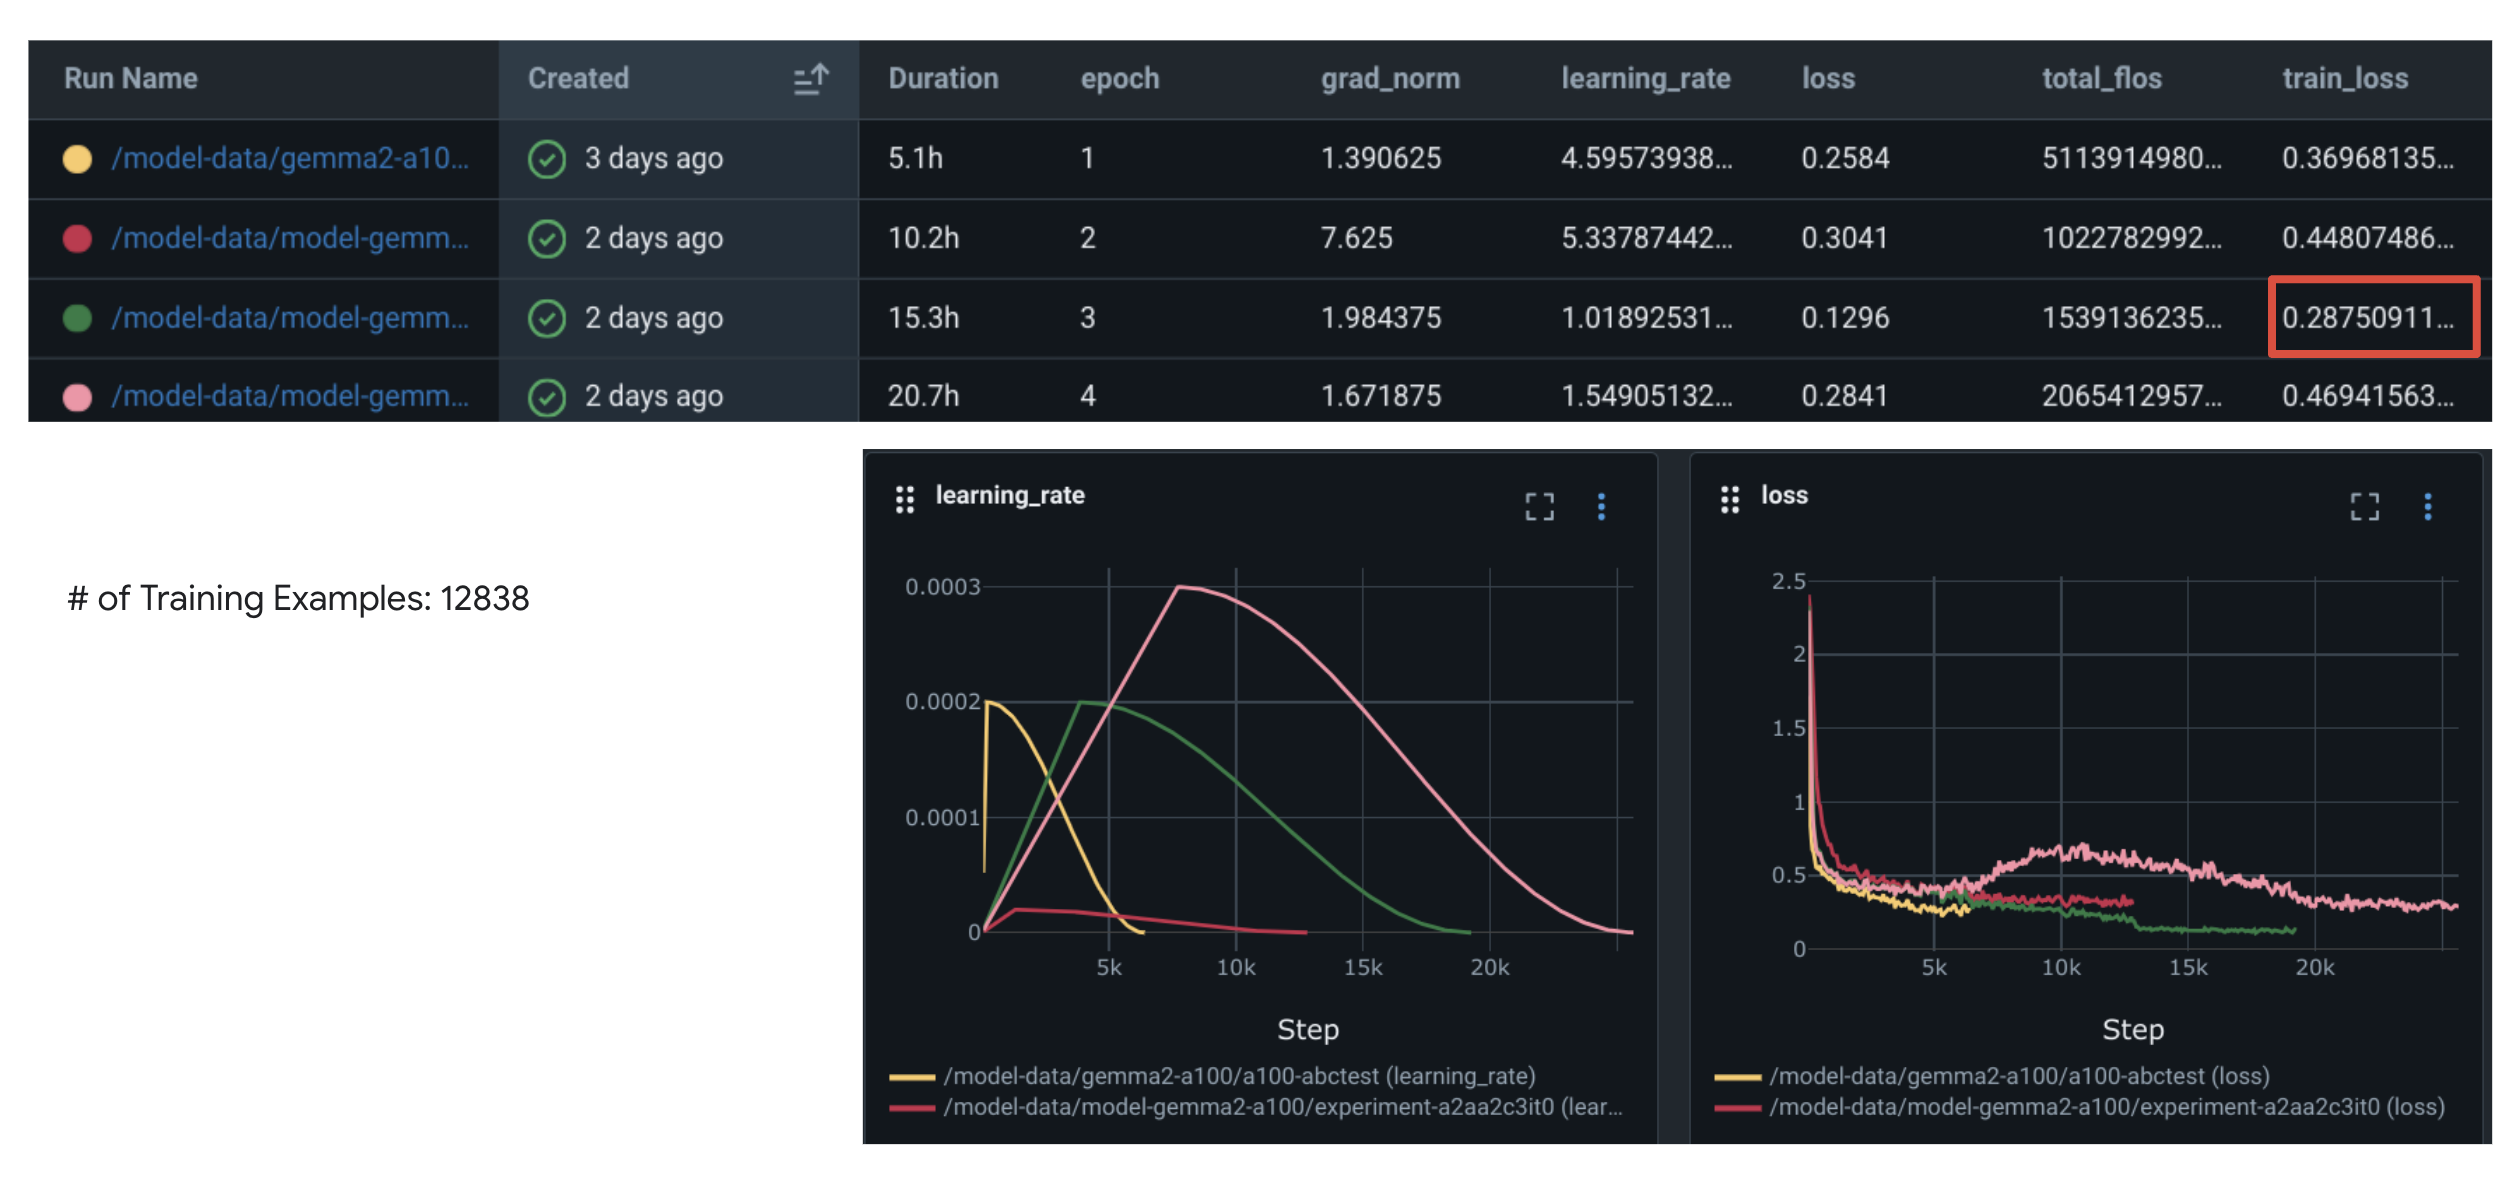 Run Name Created Duration epoch grad_norm learning_rate loss total_flos train_loss
/model-data/gemma2-a10... 3 days ago 5.1h 1 1.390625 4.59573938... 0.2584 5113914980... 0.36968135...
/model-data/model-gemm... 2 days ago 10.2h 2 7.625 5.33787442... 0.3041 1022782992... 0.44807486...
/model-data/model-gemm... 2 days ago 15.3h 3 1.984375 1.01892531... 0.1296 1539136235... 0.28750911...
/model-data/model-gemm... 2 days ago 20.7h 4 1.671875 1.54905132... 0.2841 2065412957... 0.46941563...
# of Training Examples: 12838
learning_rate
0.0003
0.0002
0.0001
0
5k 10k 15k 20k
Step
/model-data/gemma2-a100/a100-abctest (learning_rate)
/model-data/model-gemma2-a100/experiment-a2aa2c3it0 (lear...
loss
2.5
2
1.5
1
0.5
0
5k 10k 15k 20k
Step
/model-data/gemma2-a100/a100-abctest (loss)
/model-data/model-gemma2-a100/experiment-a2aa2c3it0 (loss)